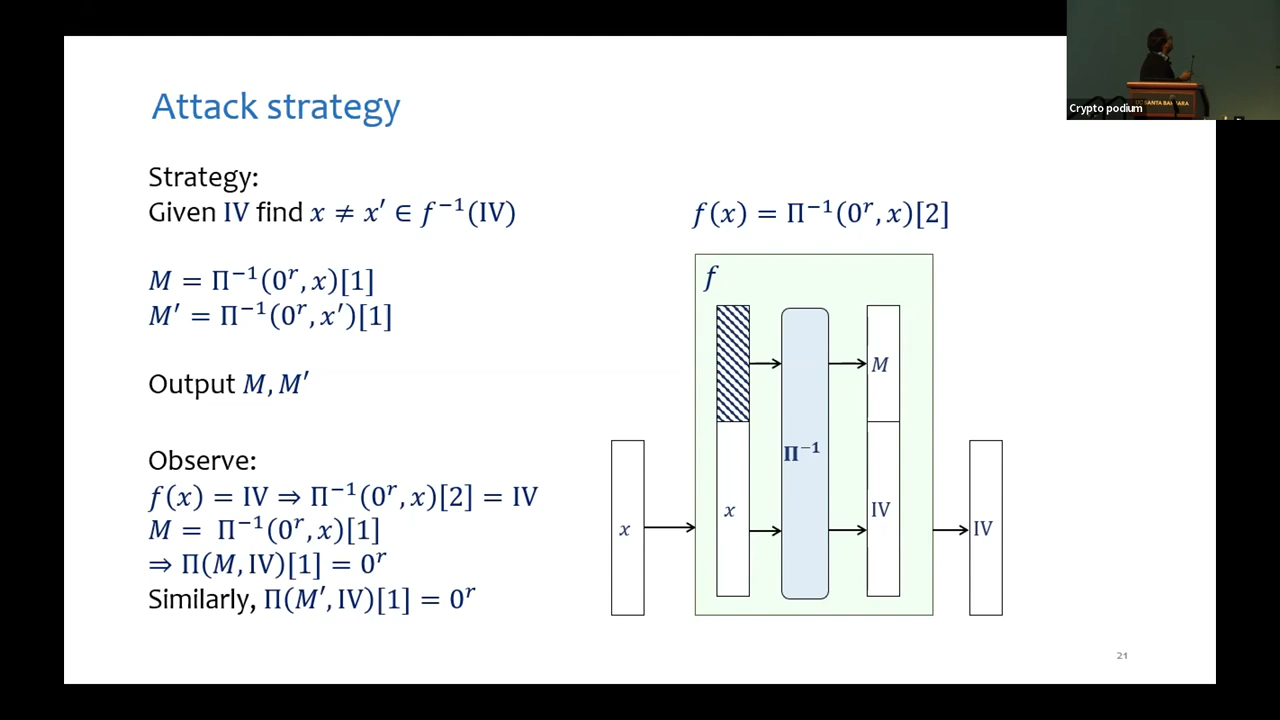 Attack strategy
Crypto podium
Strategy:
Given IV find x ≠ x′ ∈ f⁻¹(IV)
f(x) = Π⁻¹(0ʳ, x)[2]
M = Π⁻¹(0ʳ, x)[1]
M′ = Π⁻¹(0ʳ, x′)[1]
Output M, M′
Observe:
f(x) = IV ⇒ Π⁻¹(0ʳ, x)[2] = IV
M = Π⁻¹(0ʳ, x)[1]
⇒ Π(M, IV)[1] = 0ʳ
Similarly, Π(M′, IV)[1] = 0ʳ
f
M
Π⁻¹
x
x
IV
IV
21